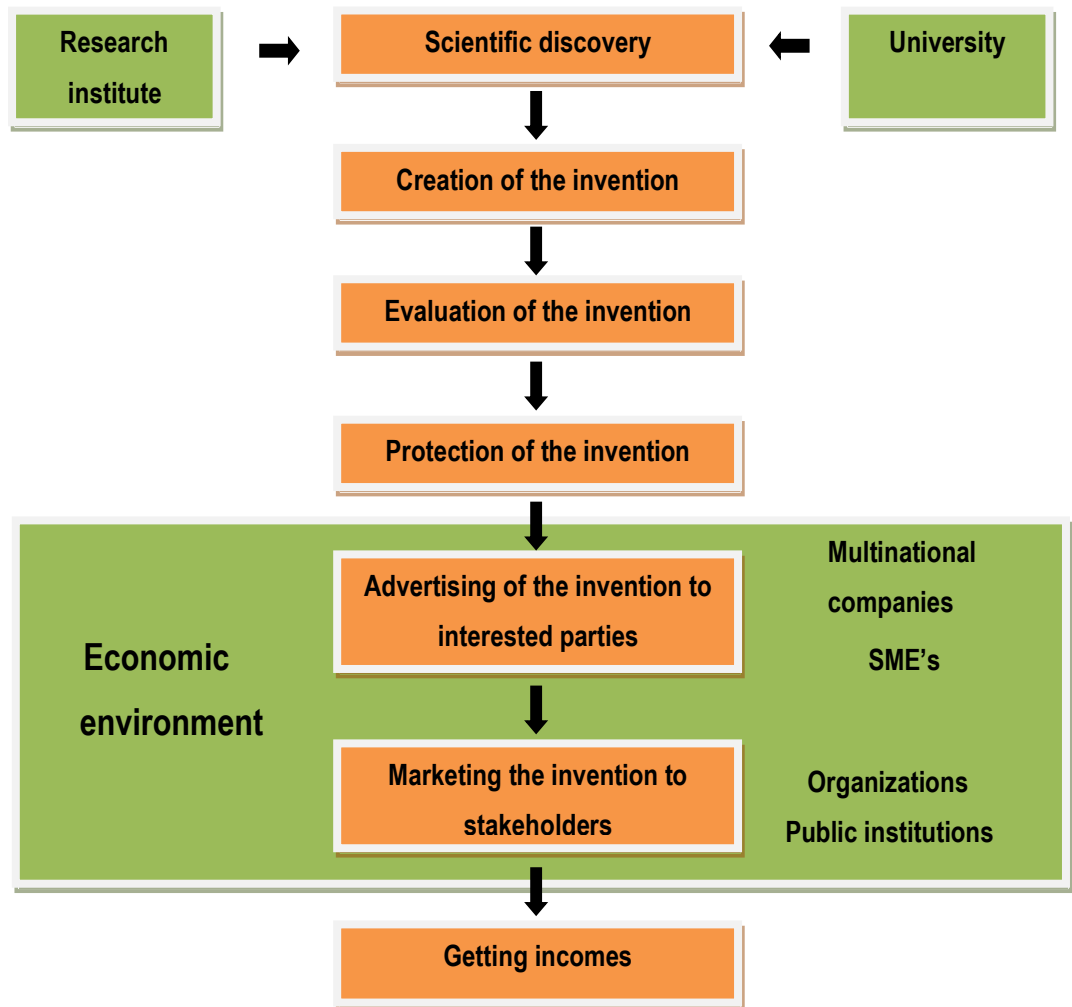 Research
institute
Scientific discovery
University
Creation of the invention
Evaluation of the invention
Protection of the invention
Economic
environment
Advertising of the invention to
interested parties
Multinational
companies
SME's
Marketing the invention to
stakeholders
Organizations
Public institutions
Getting incomes